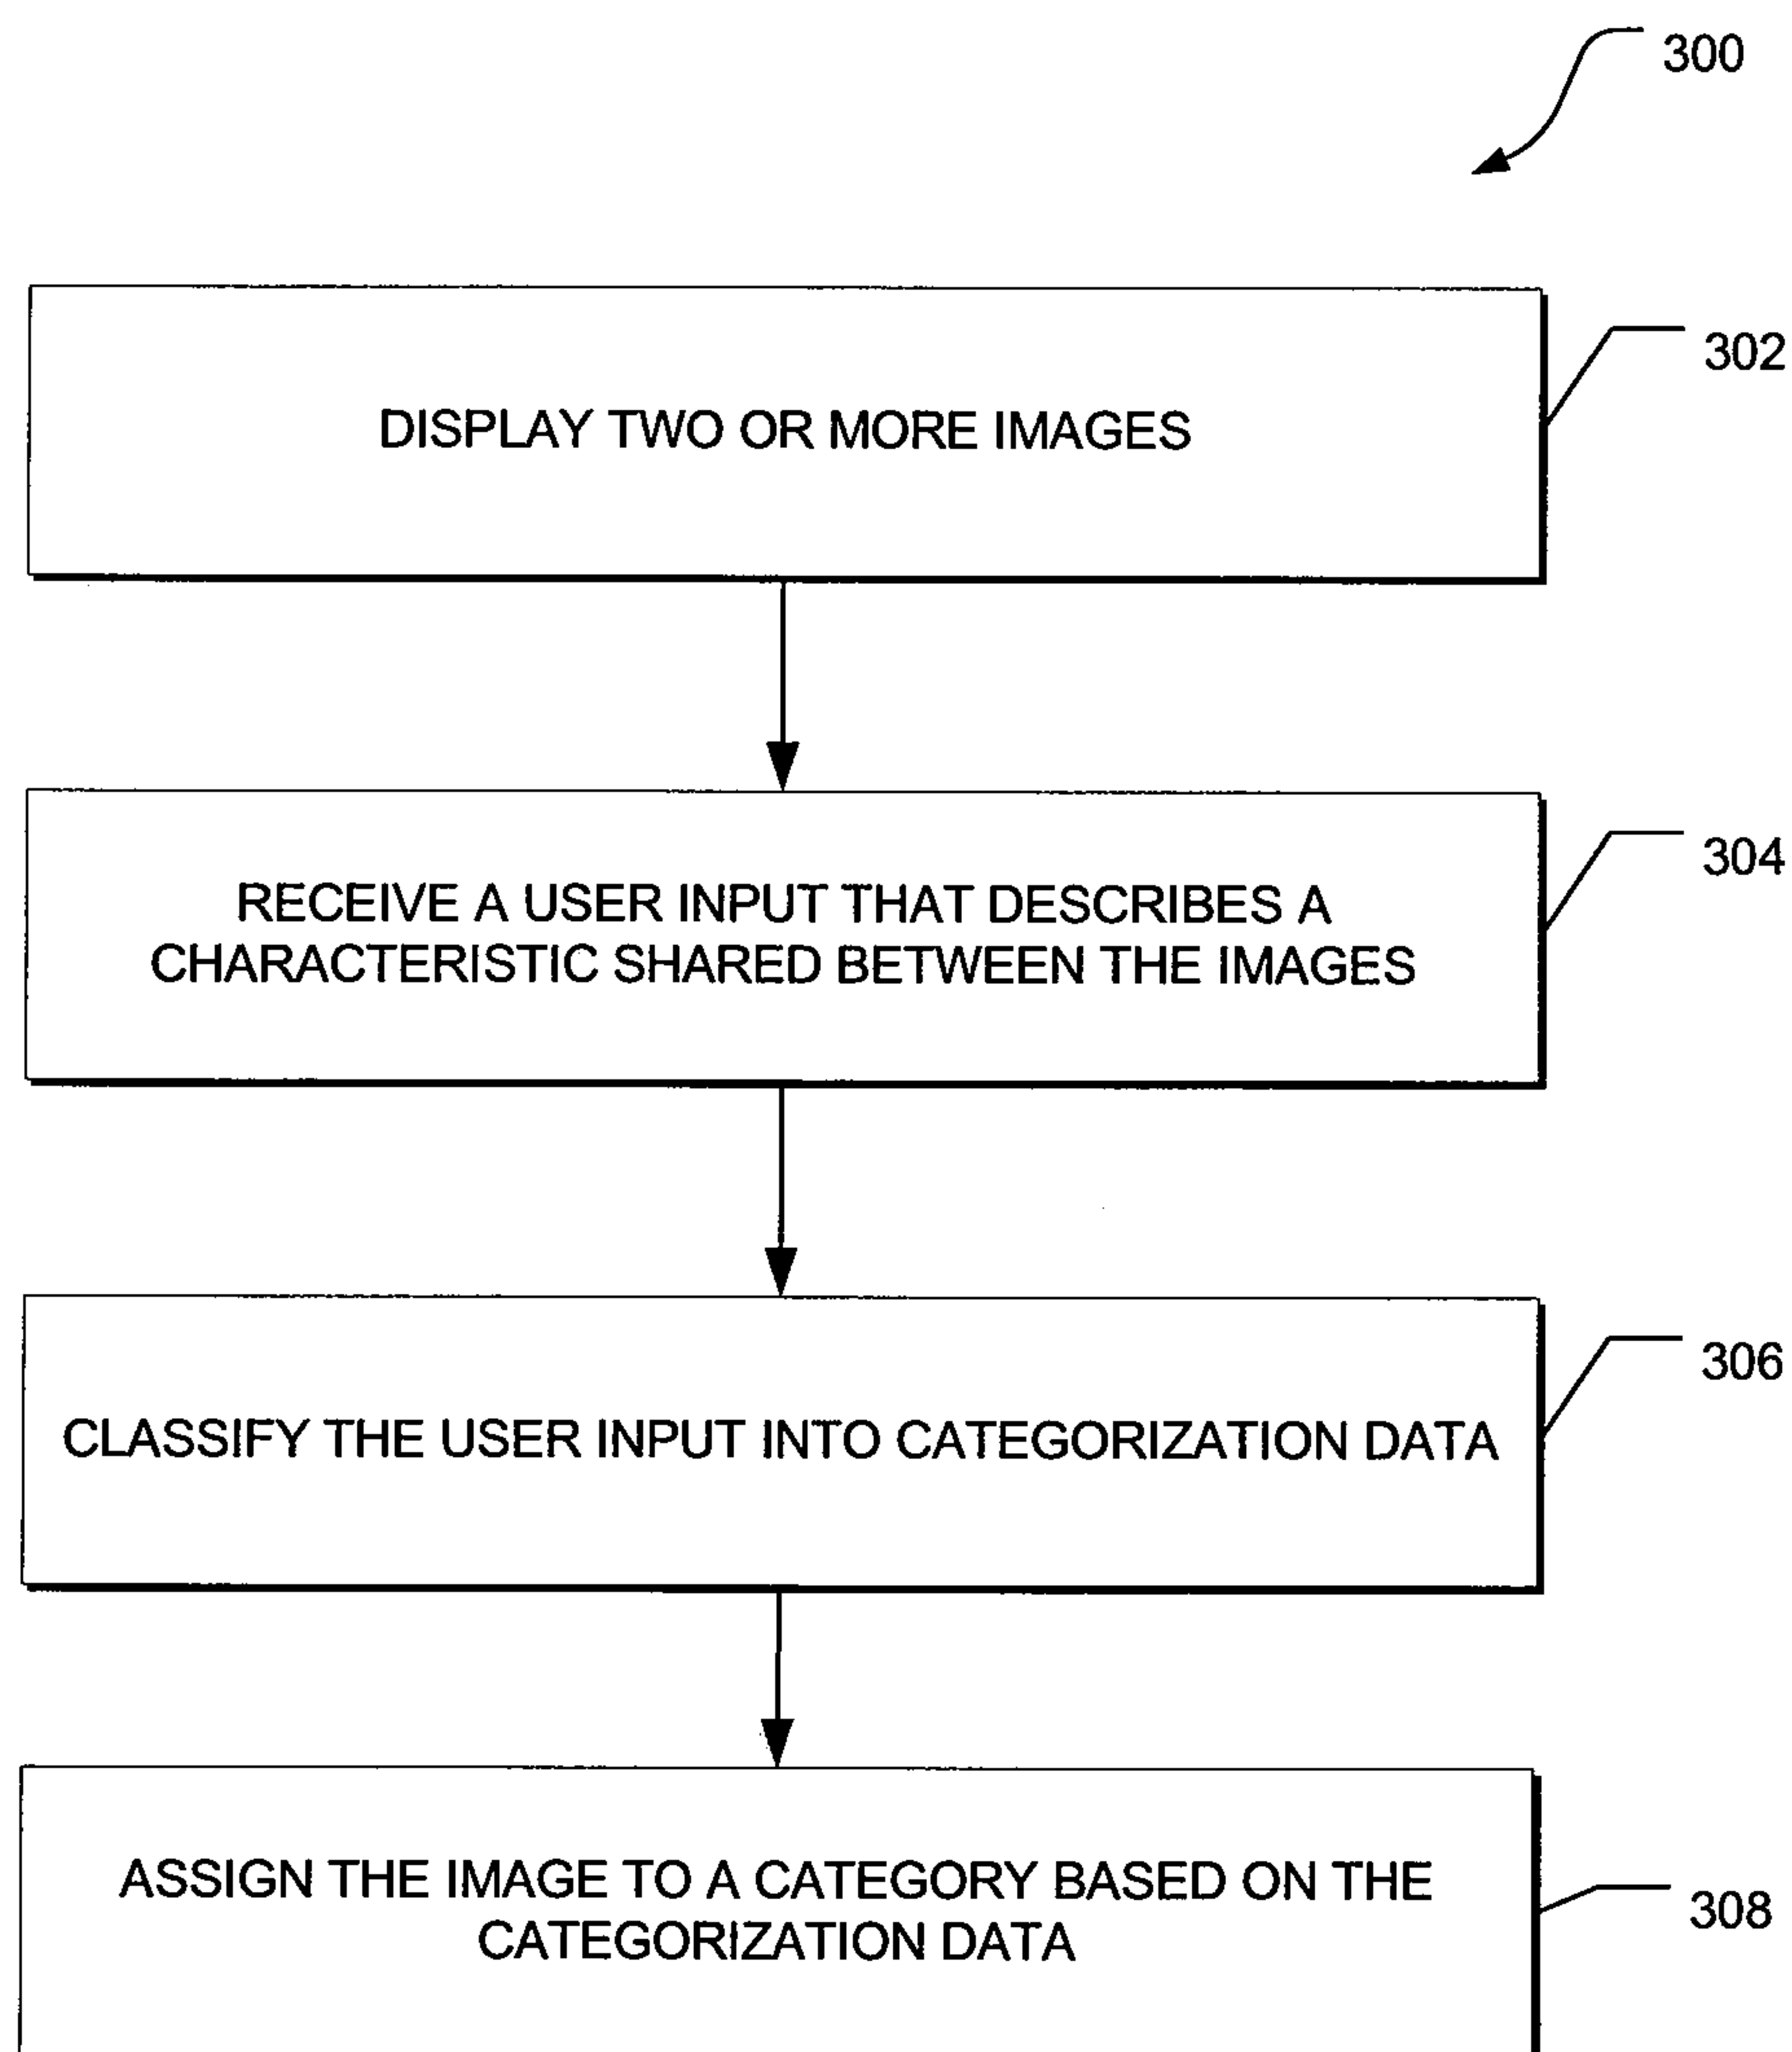 300
302
DISPLAY TWO OR MORE IMAGES
304
RECEIVE A USER INPUT THAT DESCRIBES A
CHARACTERISTIC SHARED BETWEEN THE IMAGES
306
CLASSIFY THE USER INPUT INTO CATEGORIZATION DATA
ASSIGN THE IMAGE TO A CATEGORY BASED ON THE
CATEGORIZATION DATA
308